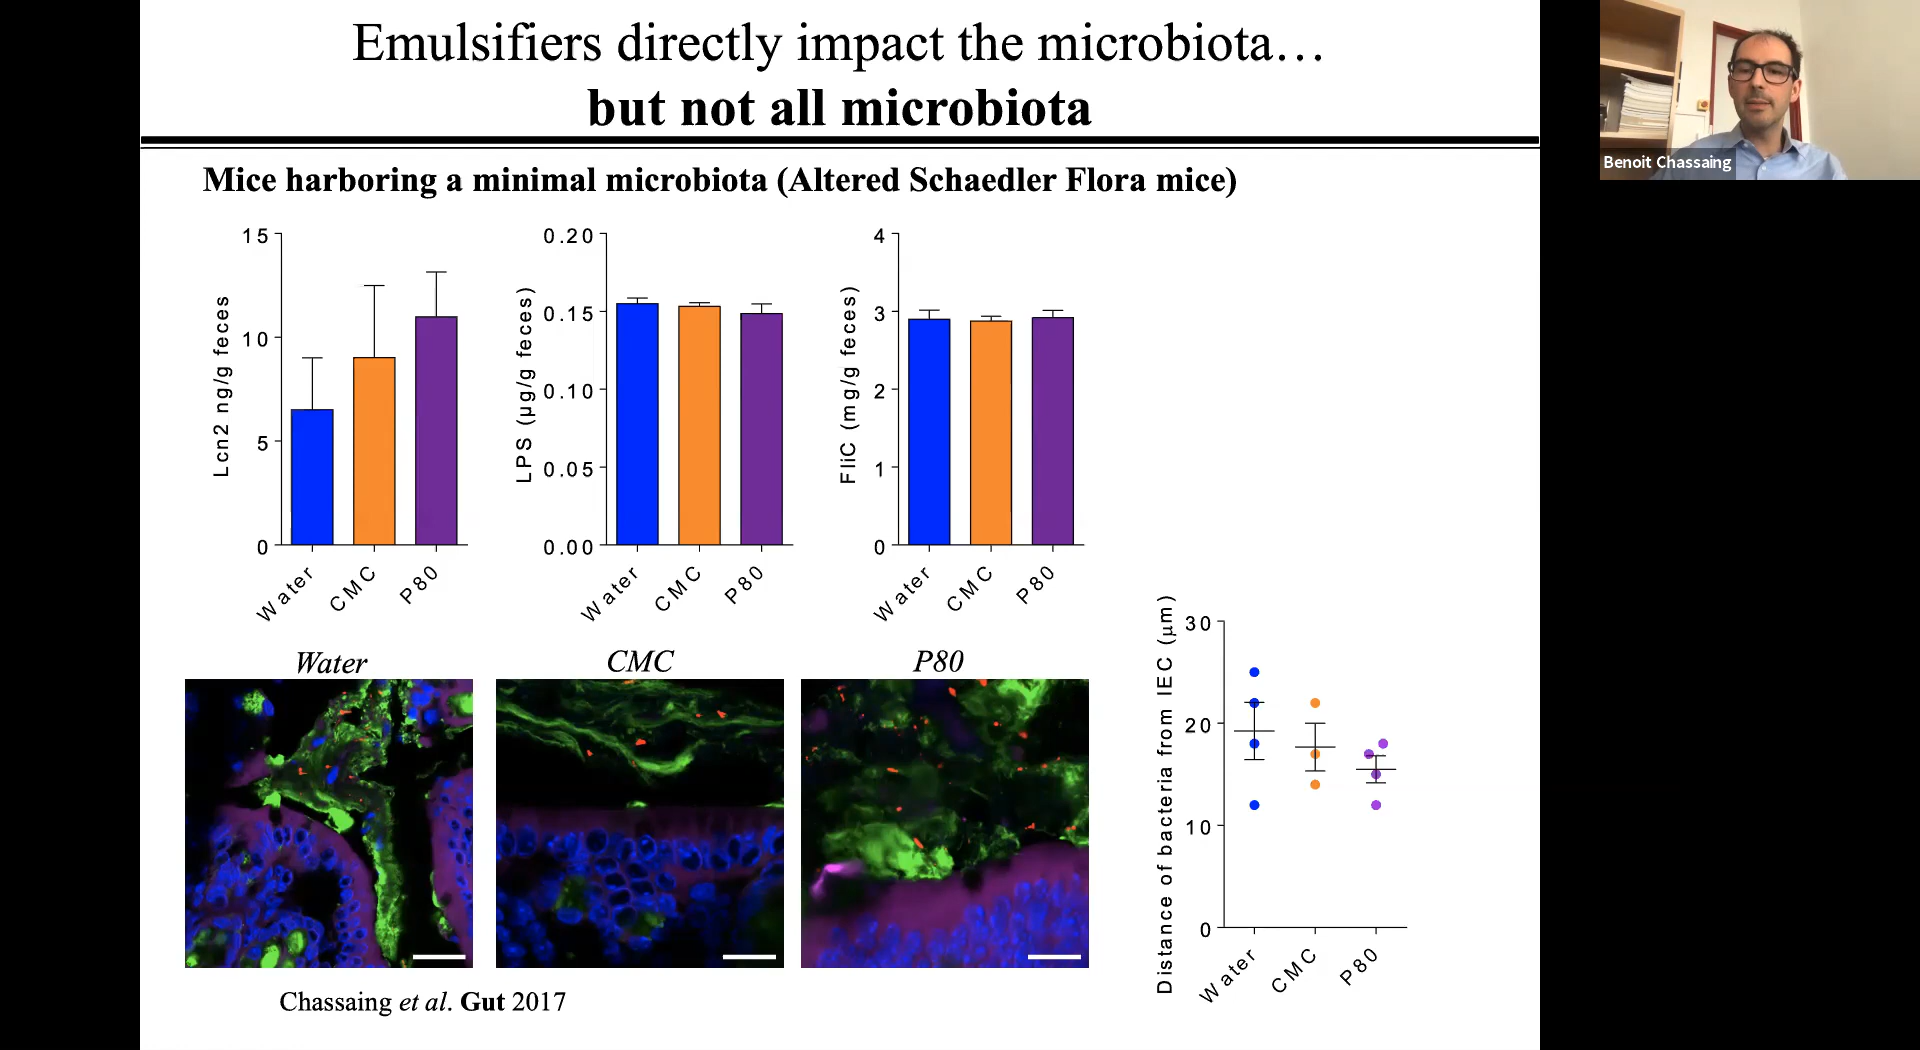 Emulsifiers directly impact the microbiota…
but not all microbiota
Benoit Chassaing
Mice harboring a minimal microbiota (Altered Schaedler Flora mice)
Lcn2 ng/g feces
15
10
5
0
Water
CMC
P80
LPS (µg/g feces)
0.20
0.15
0.10
0.05
0.00
Water
CMC
P80
FliC (mg/g feces)
4
3
2
1
0
Water
CMC
P80
Water
CMC
P80
Distance of bacteria from IEC (µm)
30
20
10
0
Water
CMC
P80
Chassaing et al. Gut 2017